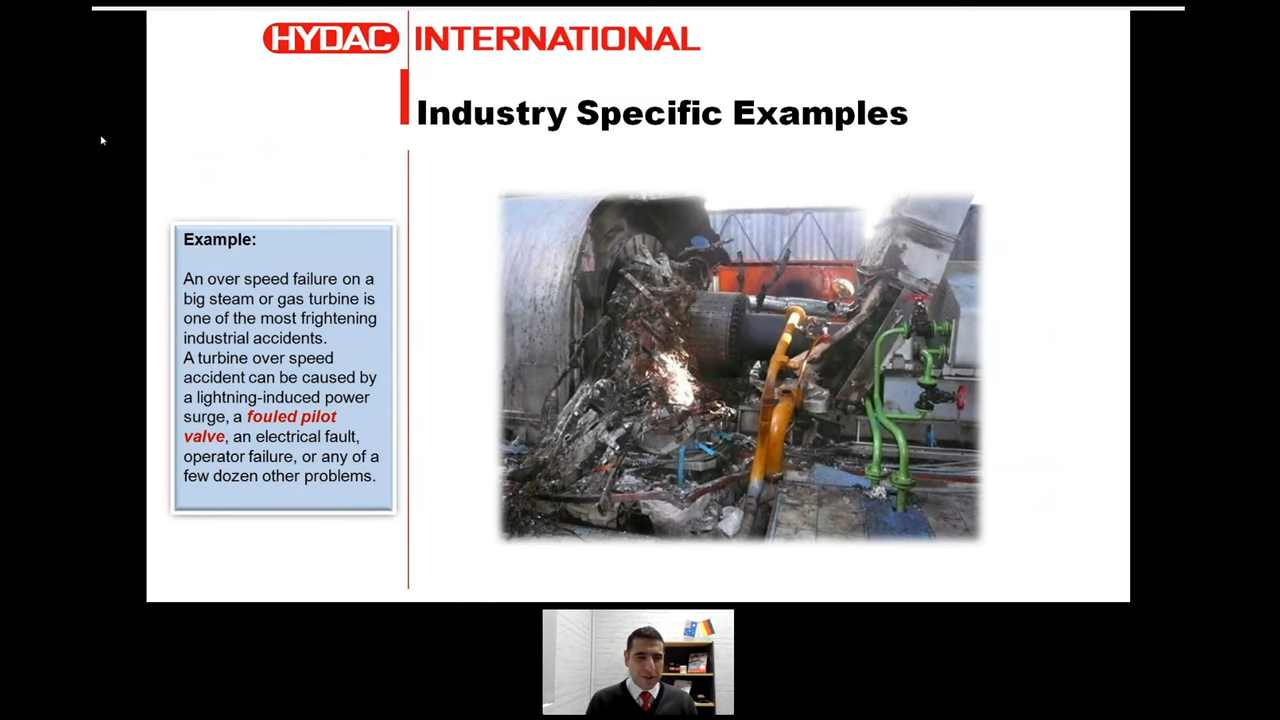 HYDAC INTERNATIONAL
Industry Specific Examples
Example:
An over speed failure on a
big steam or gas turbine is
one of the most frightening
industrial accidents.
A turbine over speed
accident can be caused by
a lightning-induced power
surge, a fouled pilot
valve, an electrical fault,
operator failure, or any of a
few dozen other problems.